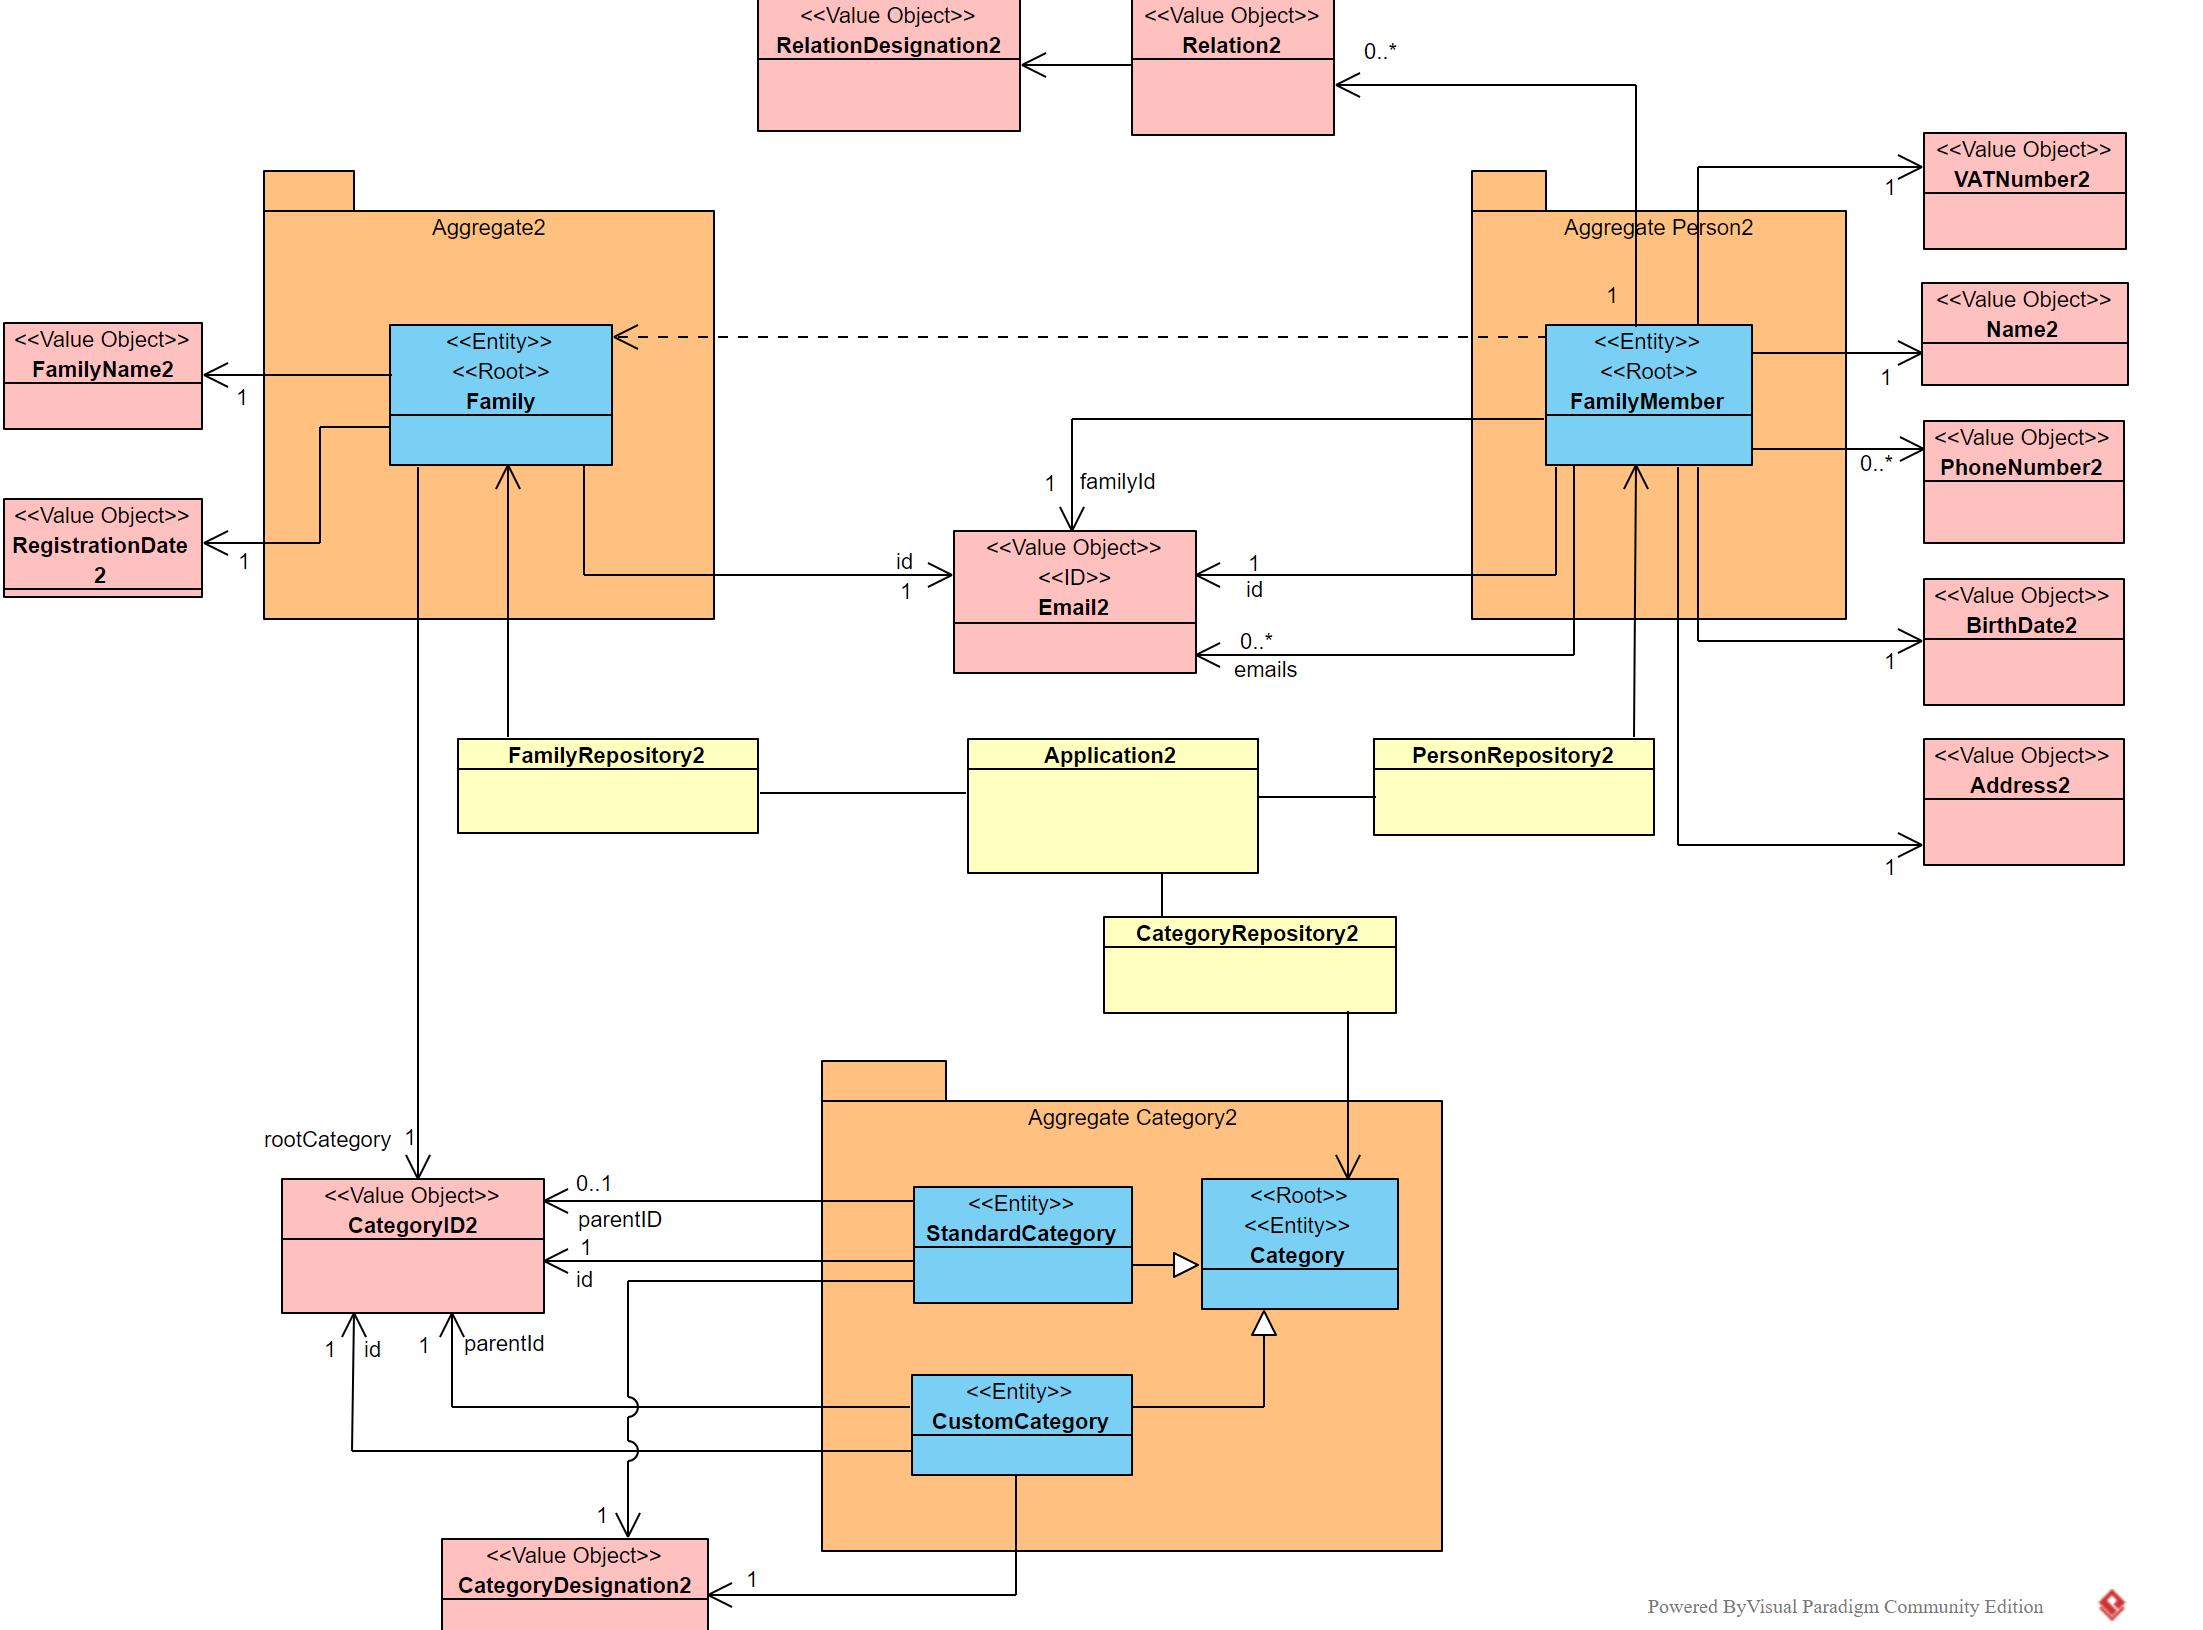 <<Value Object>>
RelationDesignation2
<<Value Object>>
Relation2
0..*
<<Value Object>>
VATNumber2
1
Aggregate2
Aggregate Person2
1
<<Value Object>>
Name2
1
<<Value Object>>
FamilyName2
1
<<Entity>>
<<Root>>
Family
<<Entity>>
<<Root>>
FamilyMember
<<Value Object>>
PhoneNumber2
0..*
1
familyId
<<Value Object>>
RegistrationDate
2
1
id
1
<<Value Object>>
<<ID>>
Email2
1
id
0..*
emails
<<Value Object>>
BirthDate2
1
FamilyRepository2
Application2
PersonRepository2
<<Value Object>>
Address2
1
CategoryRepository2
Aggregate Category2
rootCategory
1
<<Value Object>>
CategoryID2
0..1
parentID
1
id
<<Entity>>
StandardCategory
<<Root>>
<<Entity>>
Category
1
id
1
parentId
<<Entity>>
CustomCategory
1
<<Value Object>>
CategoryDesignation2
1
Powered ByVisual Paradigm Community Edition